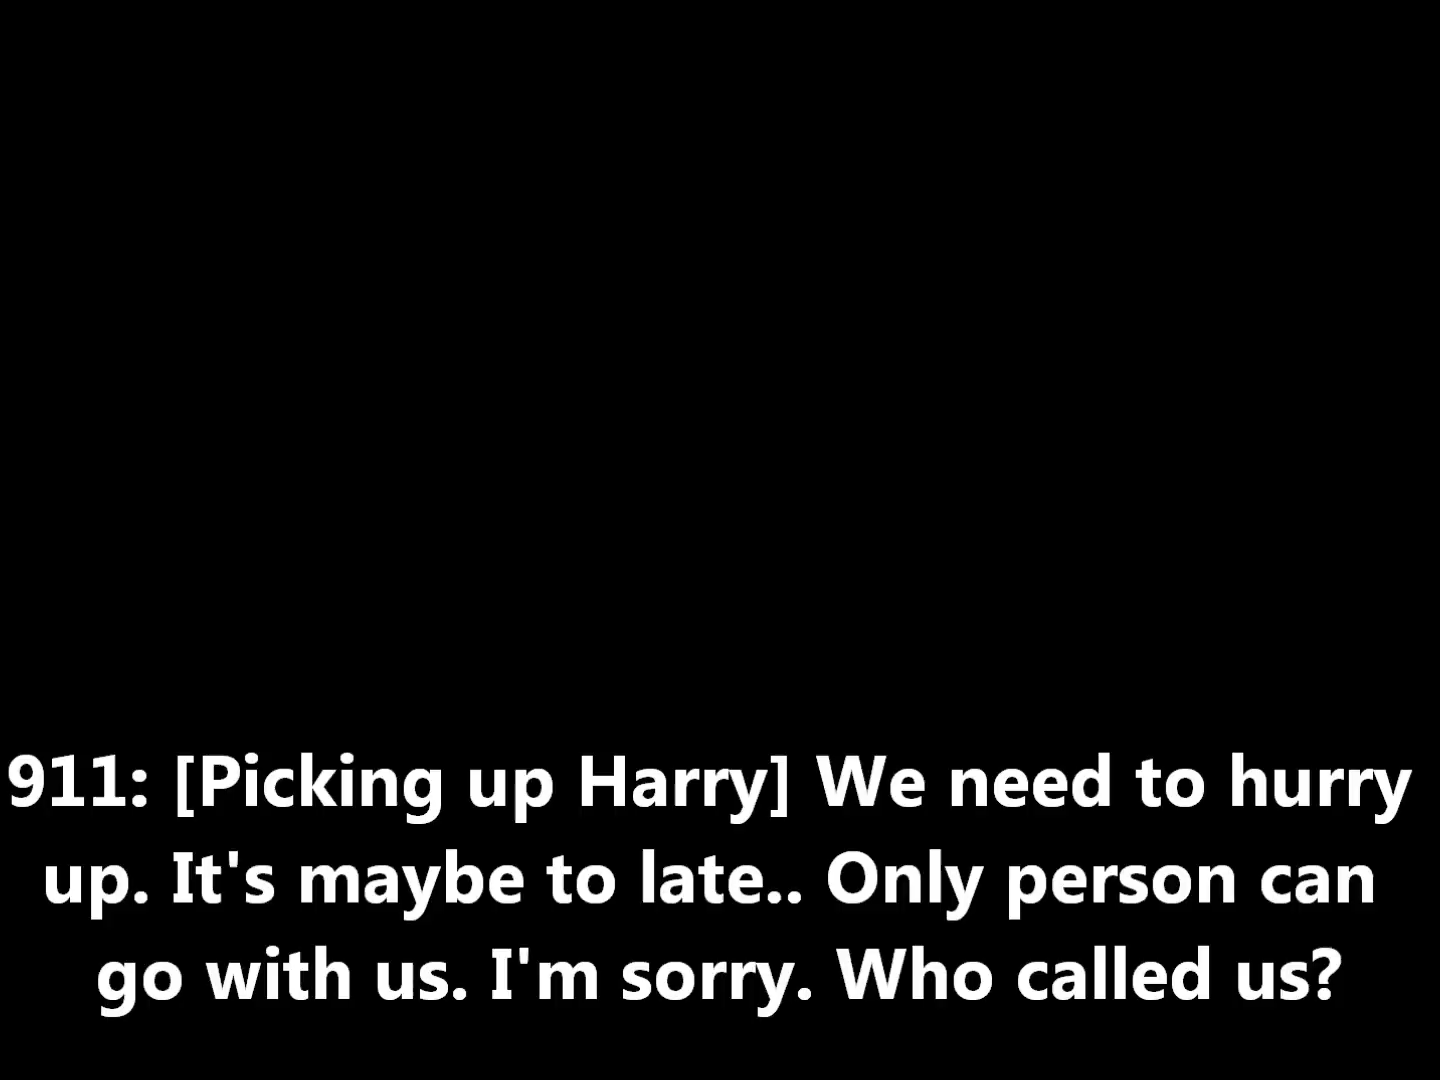 911: [Picking up Harry] We need to hurry
up. It's maybe to late.. Only person can
go with us. I'm sorry. Who called us?